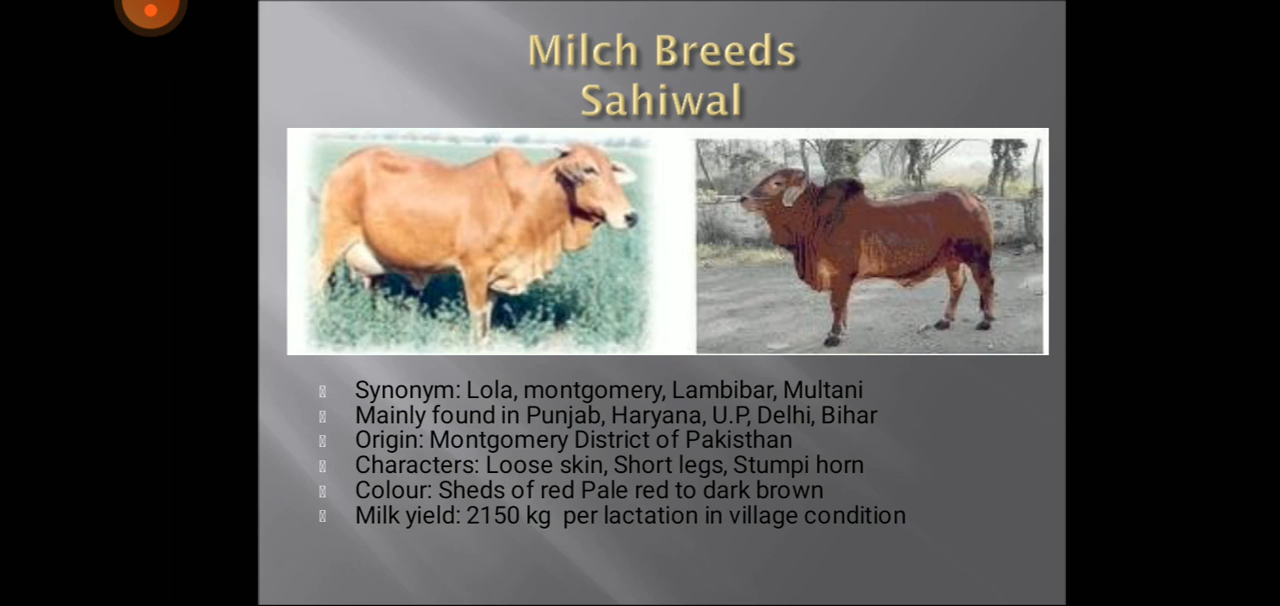 Milch Breeds
Sahiwal
Synonym: Lola, montgomery, Lambibar, Multani
Mainly found in Punjab, Haryana, U.P, Delhi, Bihar
Origin: Montgomery District of Pakisthan
Characters: Loose skin, Short legs, Stumpi horn
Colour: Sheds of red Pale red to dark brown
Milk yield: 2150 kg  per lactation in village condition